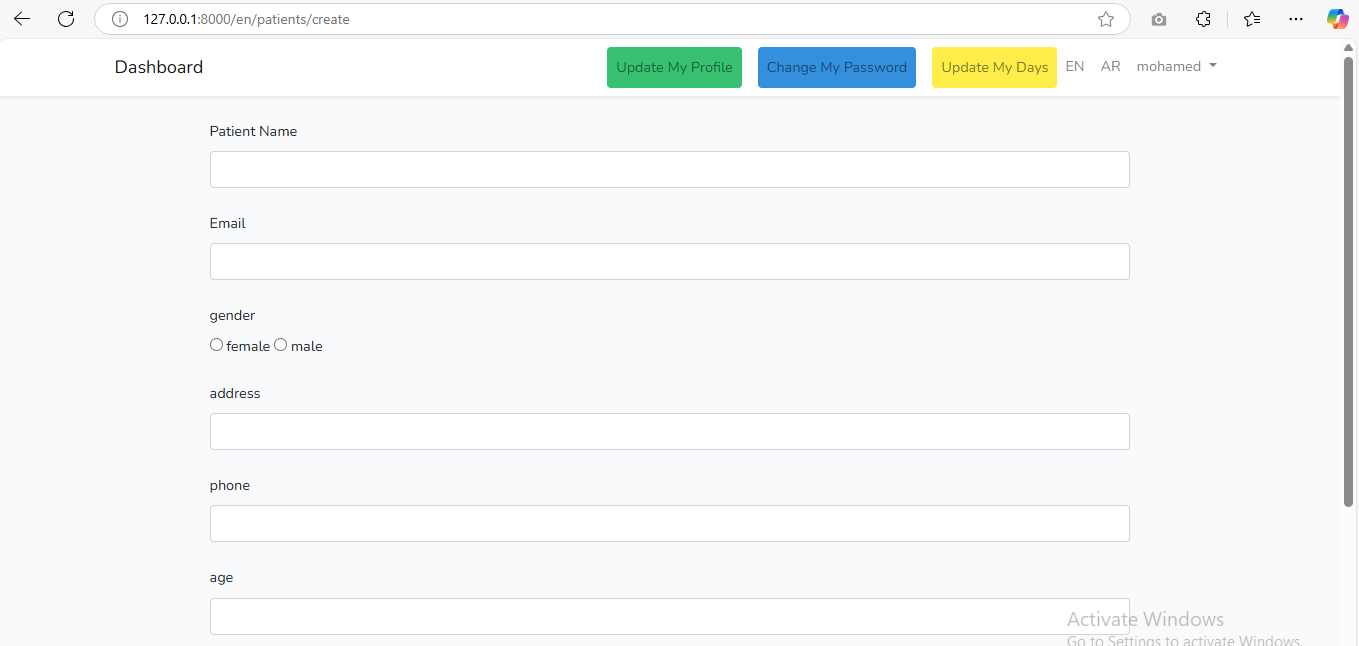 127.0.0.1:8000/en/patients/create
Dashboard Update My Profile Change My Password Update My Days EN AR mohamed
Patient Name
Email
gender
female male
address
phone
age
Activate Windows
Go to Settings to activate Windows.